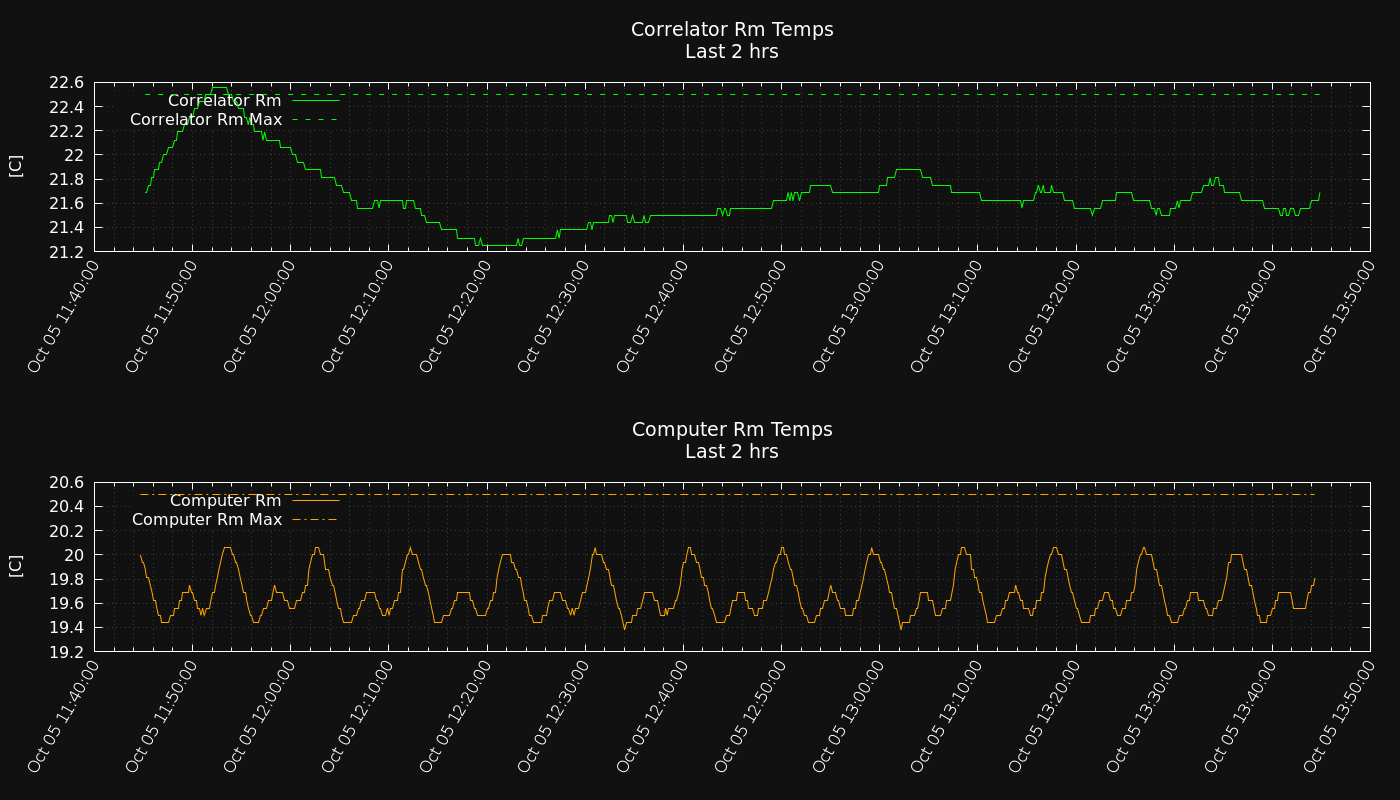 Correlator Rm Temps
Last 2 hrs
[C]
22.6
22.4
22.2
22
21.8
21.6
21.4
21.2
Correlator Rm
Correlator Rm Max
Oct 05 11:40:00
Oct 05 11:50:00
Oct 05 12:00:00
Oct 05 12:10:00
Oct 05 12:20:00
Oct 05 12:30:00
Oct 05 12:40:00
Oct 05 12:50:00
Oct 05 13:00:00
Oct 05 13:10:00
Oct 05 13:20:00
Oct 05 13:30:00
Oct 05 13:40:00
Oct 05 13:50:00
Computer Rm Temps
Last 2 hrs
[C]
20.6
20.4
20.2
20
19.8
19.6
19.4
19.2
Computer Rm
Computer Rm Max
Oct 05 11:40:00
Oct 05 11:50:00
Oct 05 12:00:00
Oct 05 12:10:00
Oct 05 12:20:00
Oct 05 12:30:00
Oct 05 12:40:00
Oct 05 12:50:00
Oct 05 13:00:00
Oct 05 13:10:00
Oct 05 13:20:00
Oct 05 13:30:00
Oct 05 13:40:00
Oct 05 13:50:00